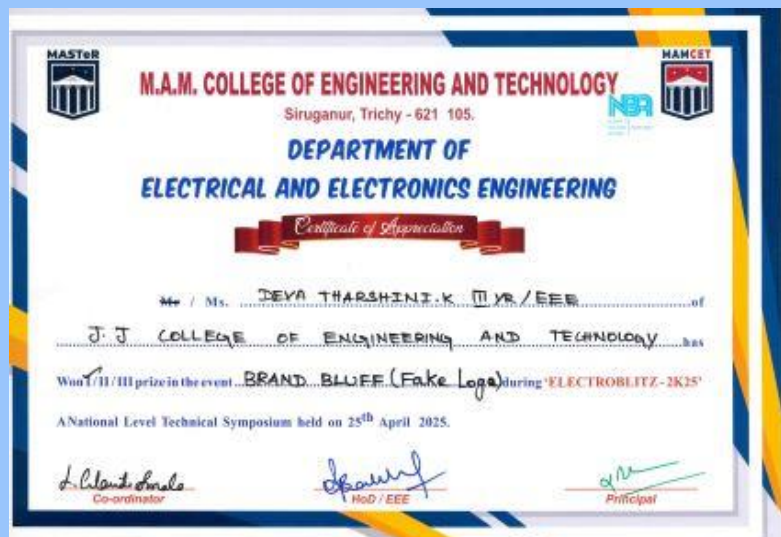 MASTeR
MAMCET
M.A.M. COLLEGE OF ENGINEERING AND TECHNOLOGY
Siruganur, Trichy - 621 105.
NBA
DEPARTMENT OF
ELECTRICAL AND ELECTRONICS ENGINEERING
Certificate of Appreciation
Mr / Ms. DEVA THARSHINI.K III YR/EEE of
J.J COLLEGE OF ENGINEERING AND TECHNOLOGY has
Won I/II/III prize in the event BRAND BLUFF (Fake Logo) during 'ELECTROBLITZ-2K25'
A National Level Technical Symposium held on 25th April 2025.
Co-ordinator
HoD / EEE
Principal